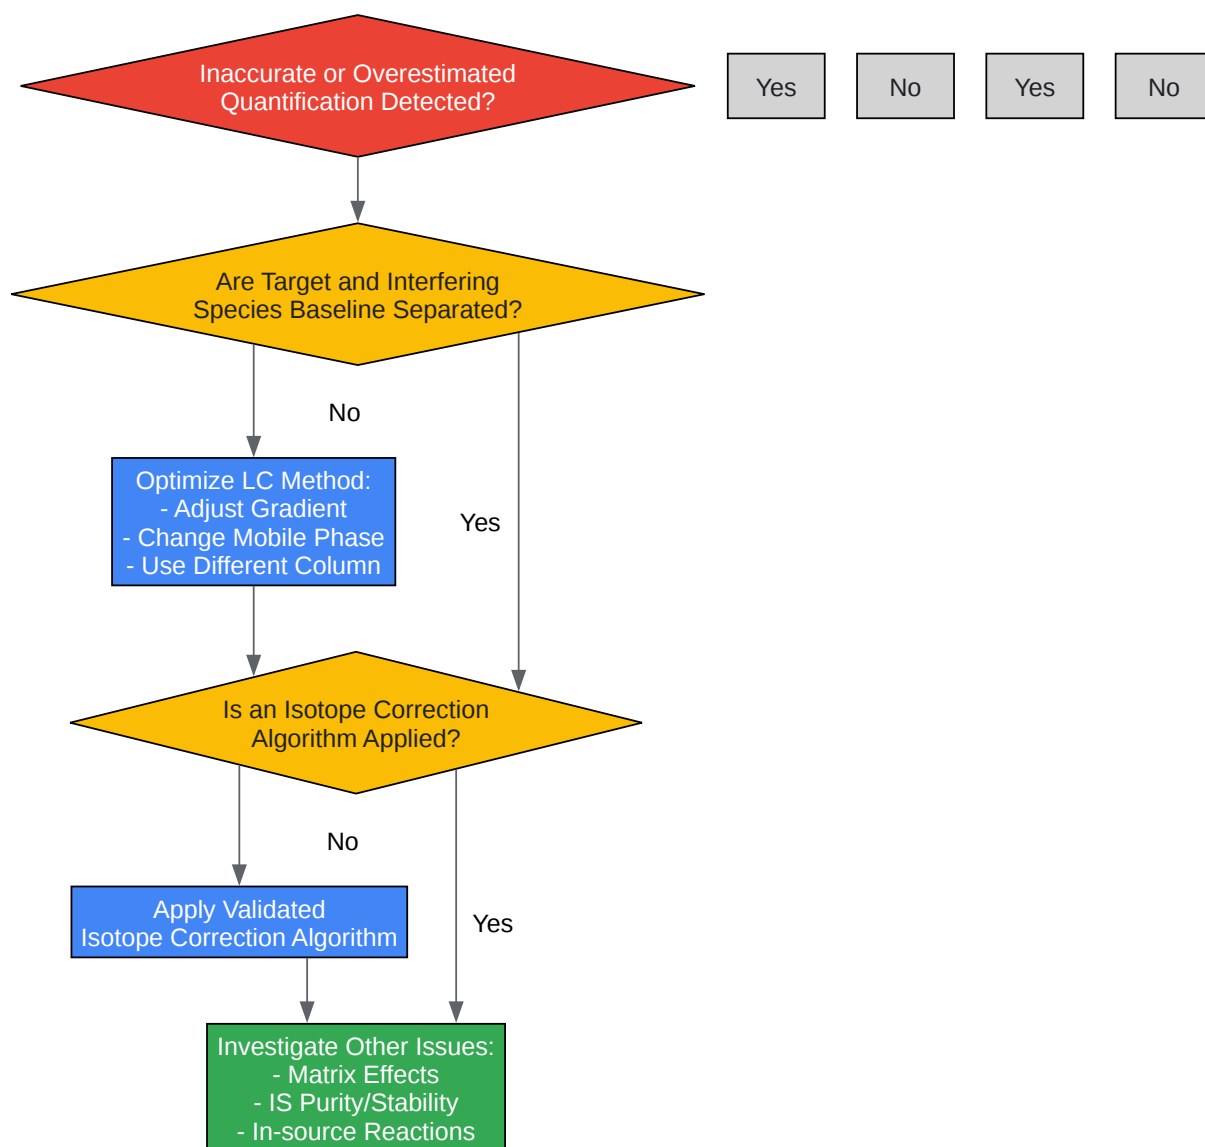 Inaccurate or Overestimated
Quantification Detected?
Yes
No
Yes
No
Are Target and Interfering
Species Baseline Separated?
No
Optimize LC Method:
- Adjust Gradient
- Change Mobile Phase
- Use Different Column
Yes
Is an Isotope Correction
Algorithm Applied?
No
Apply Validated
Isotope Correction Algorithm
Yes
Investigate Other Issues:
- Matrix Effects
- IS Purity/Stability
- In-source Reactions